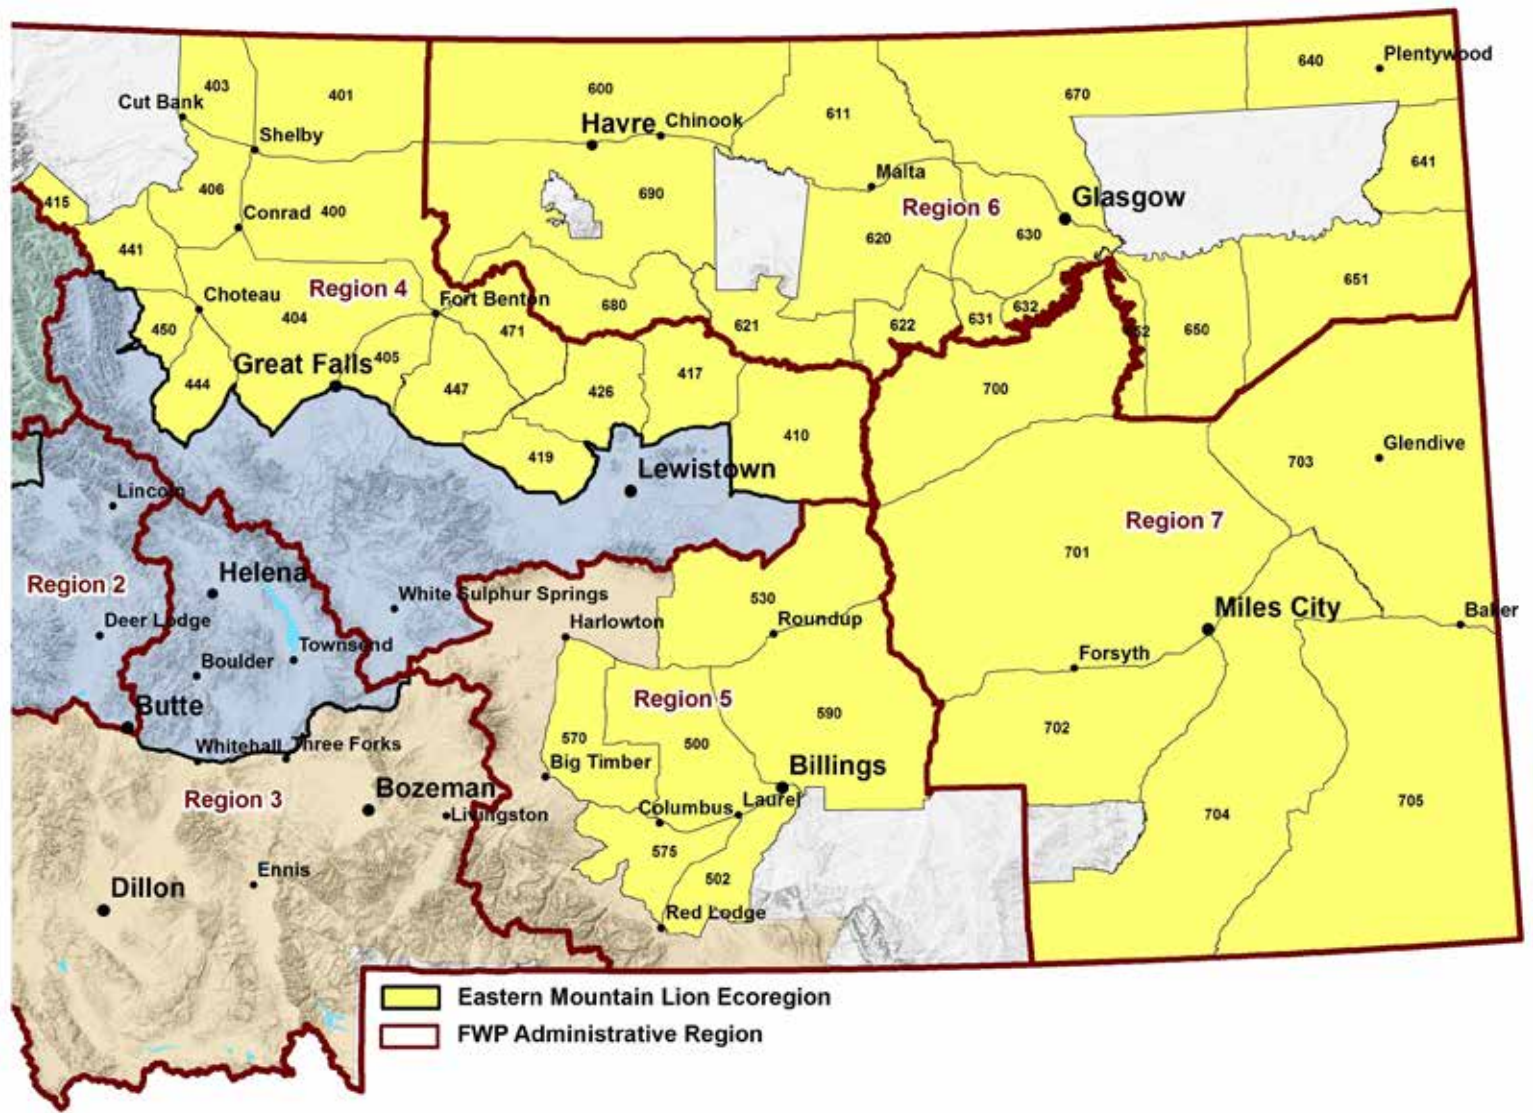 640
Plentywood
403
401
600
670
Cut Bank
Havre
Chinook
611
Shelby
641
Malta
406
690
415
Conrad
400
Glasgow
Region 6
630
620
441
651
Region 4
Choteau
Fort Benton
680
632
404
631
450
471
621
622
52
650
Great Falls
405
417
444
447
426
700
410
Glendive
419
703
Lewistown
Lincoln
Region 7
701
Helena
Region 2
White Sulphur Springs
530
Miles City
Baker
Deer Lodge
Harlowton
Roundup
Townsend
Forsyth
Boulder
Region 5
Butte
590
702
570
500
Whitehall
Three Forks
Big Timber
Billings
Region 3
Bozeman
Laurel
705
Columbus
Livingston
704
575
Ennis
502
Dillon
Red Lodge
Eastern Mountain Lion Ecoregion
FWP Administrative Region